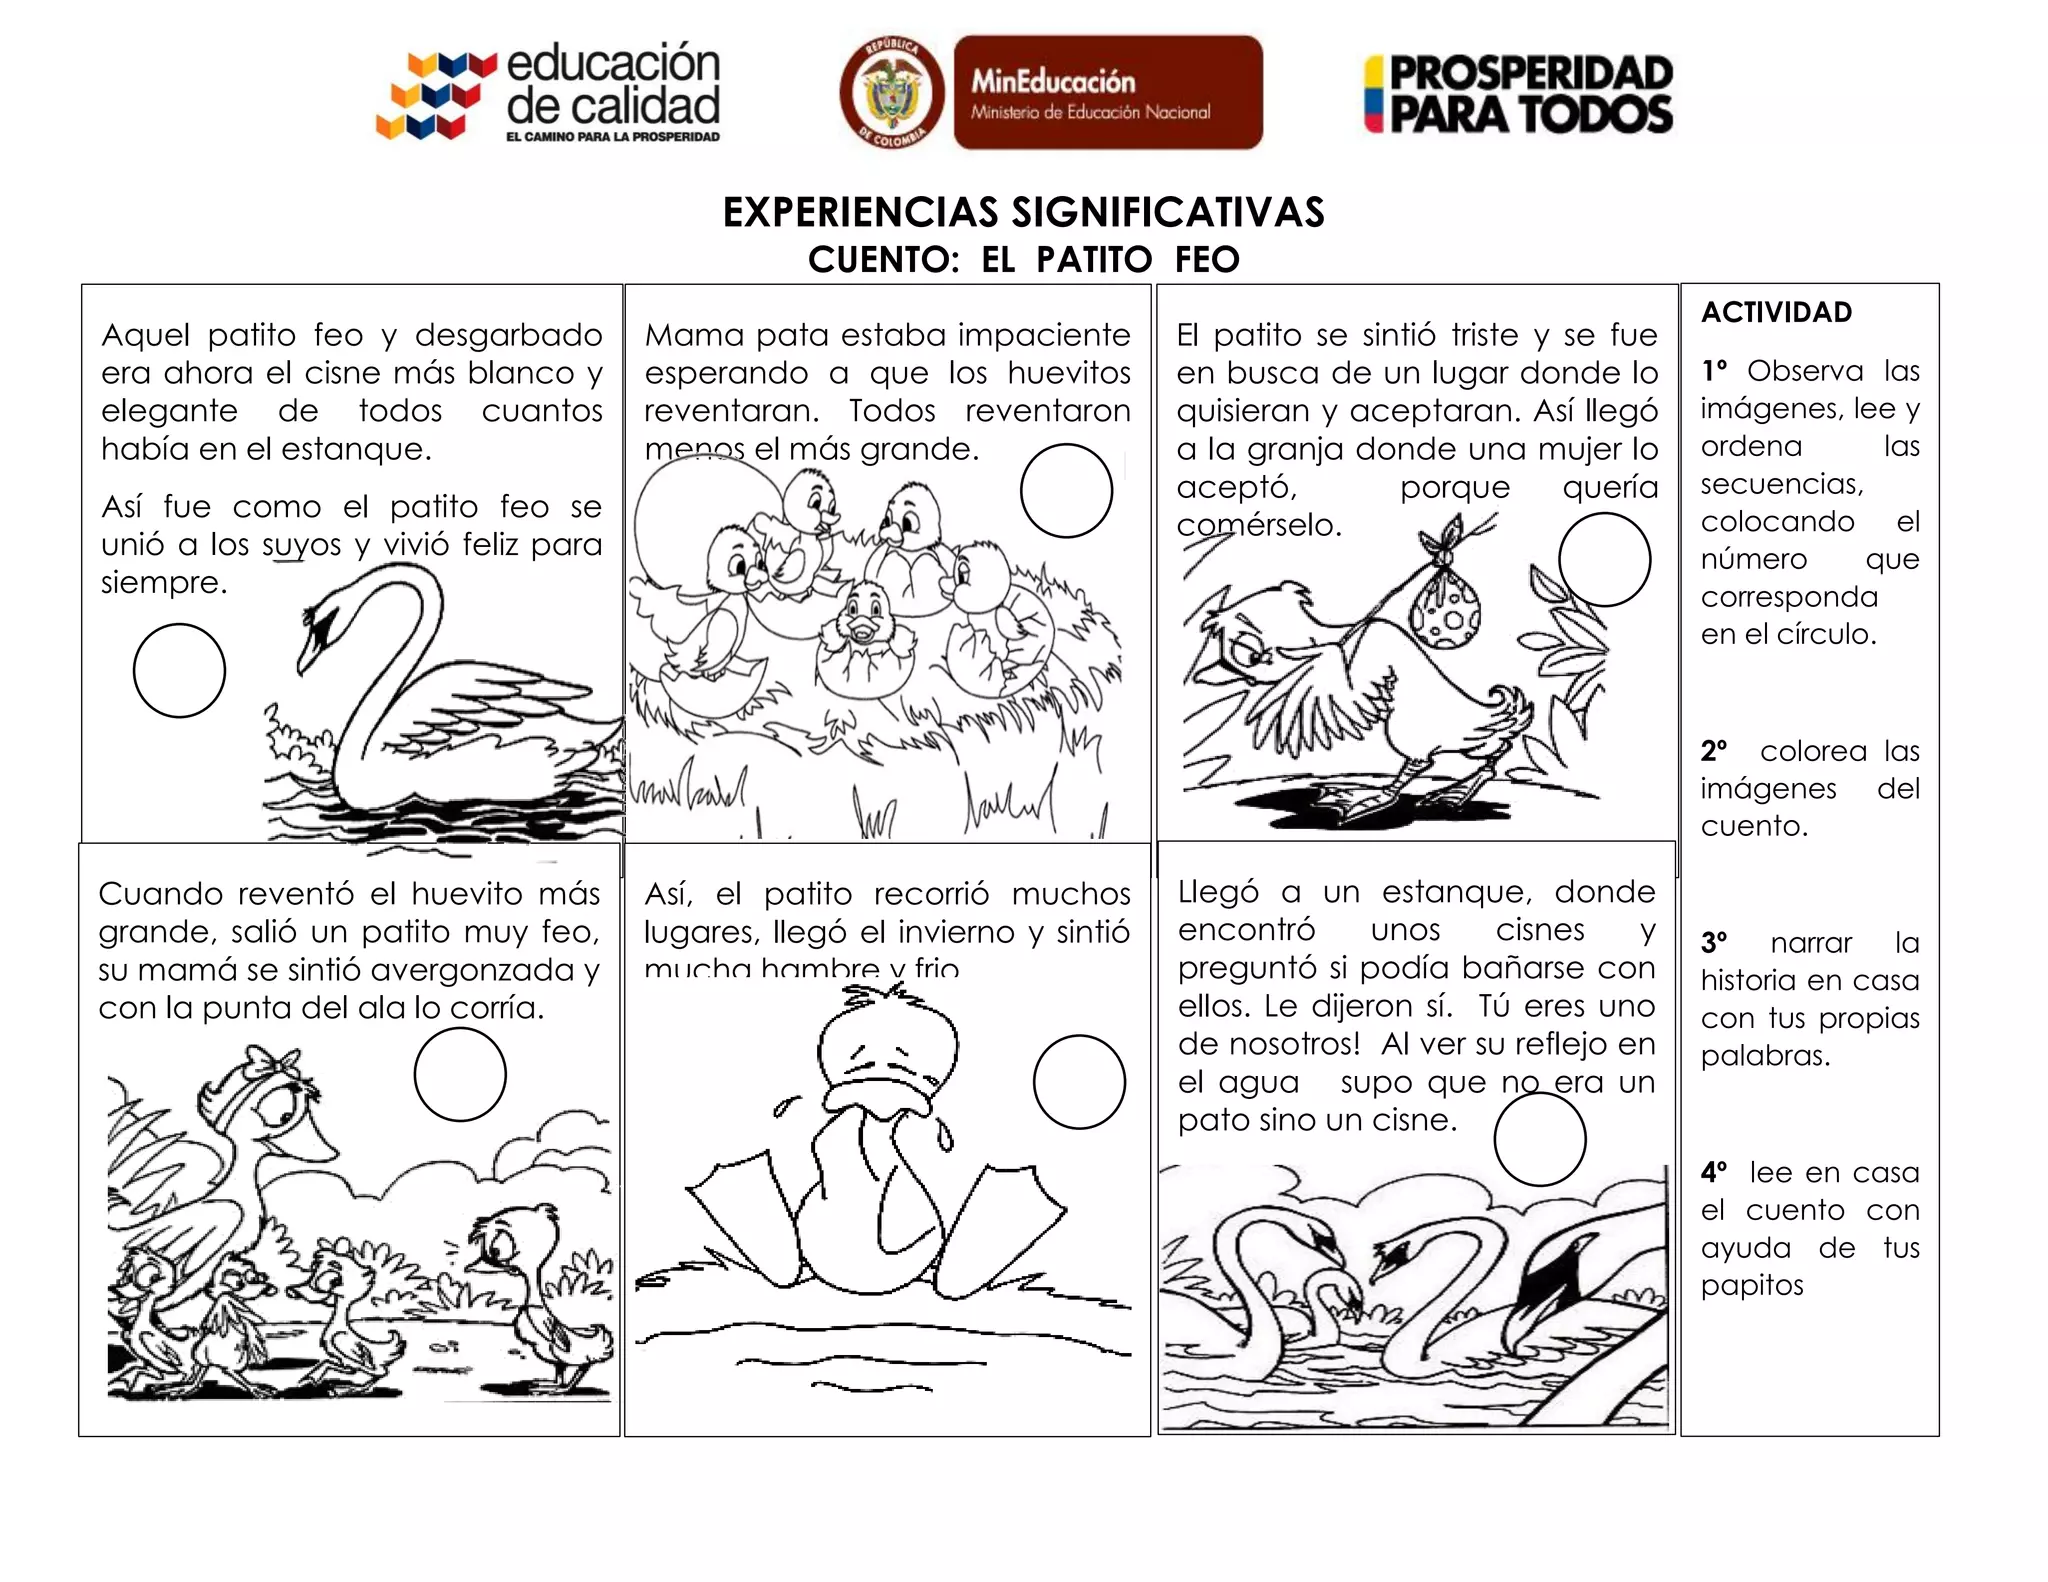 educación
de calidad
EL CAMINO PARA LA PROSPERIDAD
REPÚBLICA
DE COLOMBIA
MinEducación
Ministerio de Educación Nacional
PROSPERIDAD
PARA TODOS
EXPERIENCIAS SIGNIFICATIVAS
CUENTO: EL PATITO FEO
Aquel patito feo y desgarbado
era ahora el cisne más blanco y
elegante de todos cuantos
había en el estanque.
Así fue como el patito feo se
unió a los suyos y vivió feliz para
siempre.
Mama pata estaba impaciente
esperando a que los huevitos
reventaran. Todos reventaron
menos el más grande.
El patito se sintió triste y se fue
en busca de un lugar donde lo
quisieran y aceptaran. Así llegó
a la granja donde una mujer lo
aceptó, porque quería
comérselo.
Cuando reventó el huevito más
grande, salió un patito muy feo,
su mamá se sintió avergonzada y
con la punta del ala lo corría.
Así, el patito recorrió muchos
lugares, llegó el invierno y sintió
mucha hambre y frio
Llegó a un estanque, donde
encontró unos cisnes y
preguntó si podía bañarse con
ellos. Le dijeron sí. Tú eres uno
de nosotros! Al ver su reflejo en
el agua supo que no era un
pato sino un cisne.
ACTIVIDAD
1º Observa las
imágenes, lee y
ordena las
secuencias,
colocando el
número que
corresponda
en el círculo.
2º colorea las
imágenes del
cuento.
3º narrar la
historia en casa
con tus propias
palabras.
4º lee en casa
el cuento con
ayuda de tus
papitos